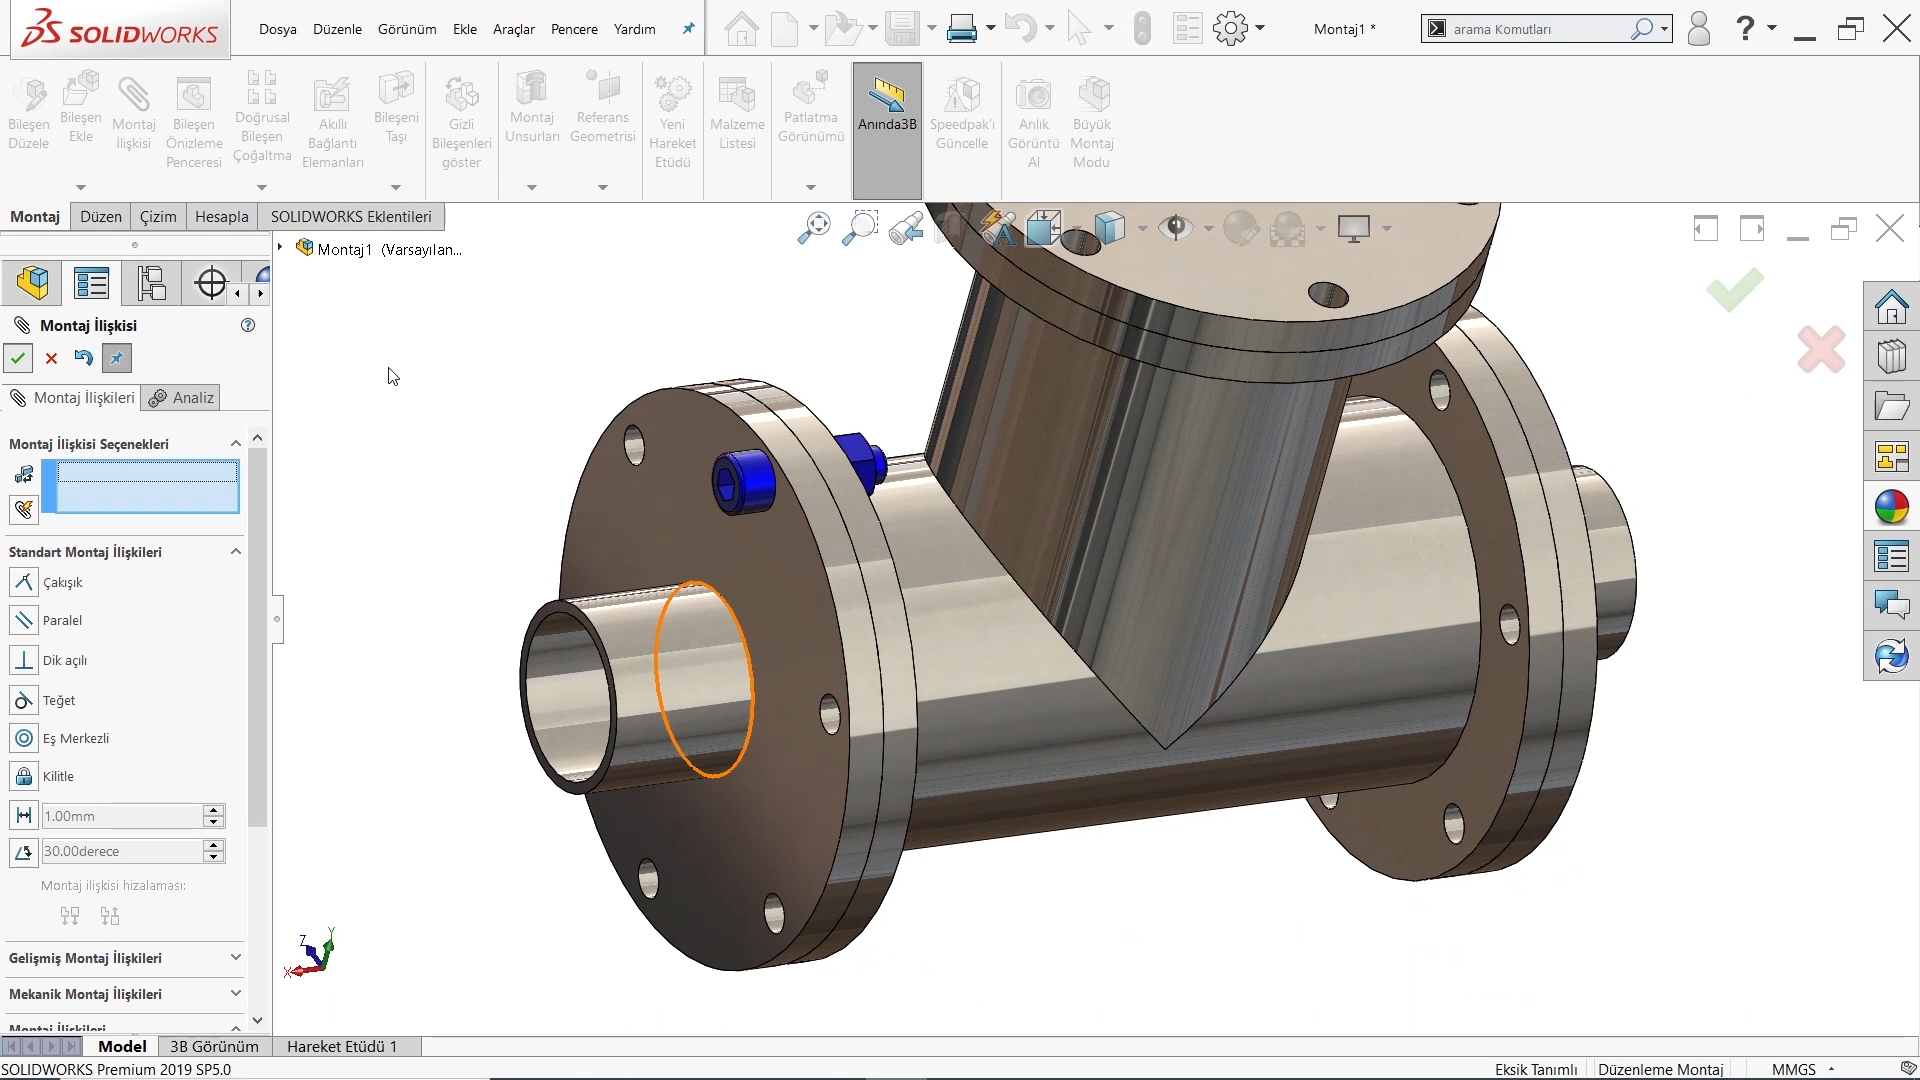 SOLIDWORKS
Dosya Düzenle Görünüm Ekle Araçlar Pencere Yardım
Montaj1 *
arama Komutları
?
Bileşen Düzele
Bileşen Ekle
Montaj İlişkisi
Bileşen Önizleme Penceresi
Doğrusal Bileşen Çoğaltma
Akıllı Bağlantı Elemanları
Bileşeni Taşı
Gizli Bileşenleri göster
Montaj Unsurları
Referans Geometrisi
Yeni Hareket Etüdü
Malzeme Listesi
Patlatma Görünümü
Anında3B
Speedpak'ı Güncelle
Anlık Görüntü Al
Büyük Montaj Modu
Montaj Düzen Çizim Hesapla SOLIDWORKS Eklentileri
Montaj1 (Varsayılan...
Montaj İlişkisi
Montaj İlişkileri Analiz
Montaj İlişkisi Seçenekleri
Standart Montaj İlişkileri
Çakışık
Paralel
Dik açılı
Teğet
Eş Merkezli
Kilitle
1.00mm
30.00derece
Montaj ilişkisi hizalaması:
Gelişmiş Montaj İlişkileri
Mekanik Montaj İlişkileri
Montaj İlişkileri
Z Y X
Model 3B Görünüm Hareket Etüdü 1
SOLIDWORKS Premium 2019 SP5.0
Eksik Tanımlı Düzenleme Montaj MMGS